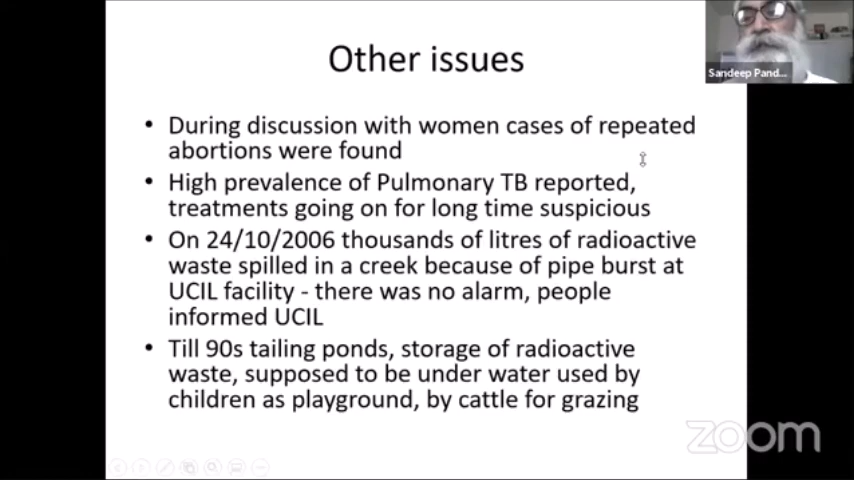 Other issues
Sandeep Pand...
• During discussion with women cases of repeated
abortions were found
• High prevalence of Pulmonary TB reported,
treatments going on for long time suspicious
• On 24/10/2006 thousands of litres of radioactive
waste spilled in a creek because of pipe burst at
UCIL facility - there was no alarm, people
informed UCIL
• Till 90s tailing ponds, storage of radioactive
waste, supposed to be under water used by
children as playground, by cattle for grazing
zoom